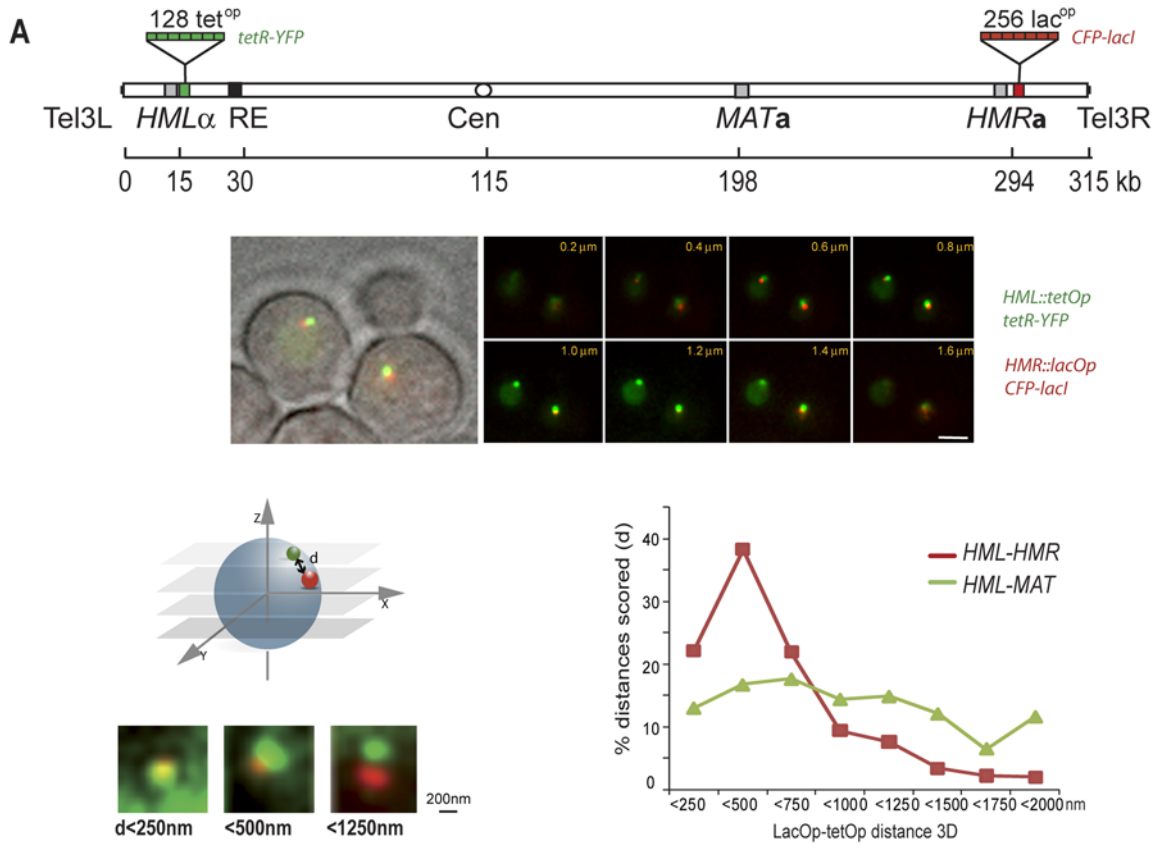 A
128 tetop
tetR-YFP
256 lacop
CFP-lacI
Tel3L
HMLα
RE
Cen
MATa
HMRa
Tel3R
0
15
30
115
198
294
315 kb
0.2 µm
0.4 µm
0.6 µm
0.8 µm
1.0 µm
1.2 µm
1.4 µm
1.6 µm
HML::tetOp
tetR-YFP
HMR::lacOp
CFP-lacI
Z
d
X
Y
d<250nm
<500nm
<1250nm
200nm
% distances scored (d)
40
30
20
10
0
HML-HMR
HML-MAT
<250 <500 <750 <1000 <1250 <1500 <1750 <2000 nm
LacOp-tetOp distance 3D